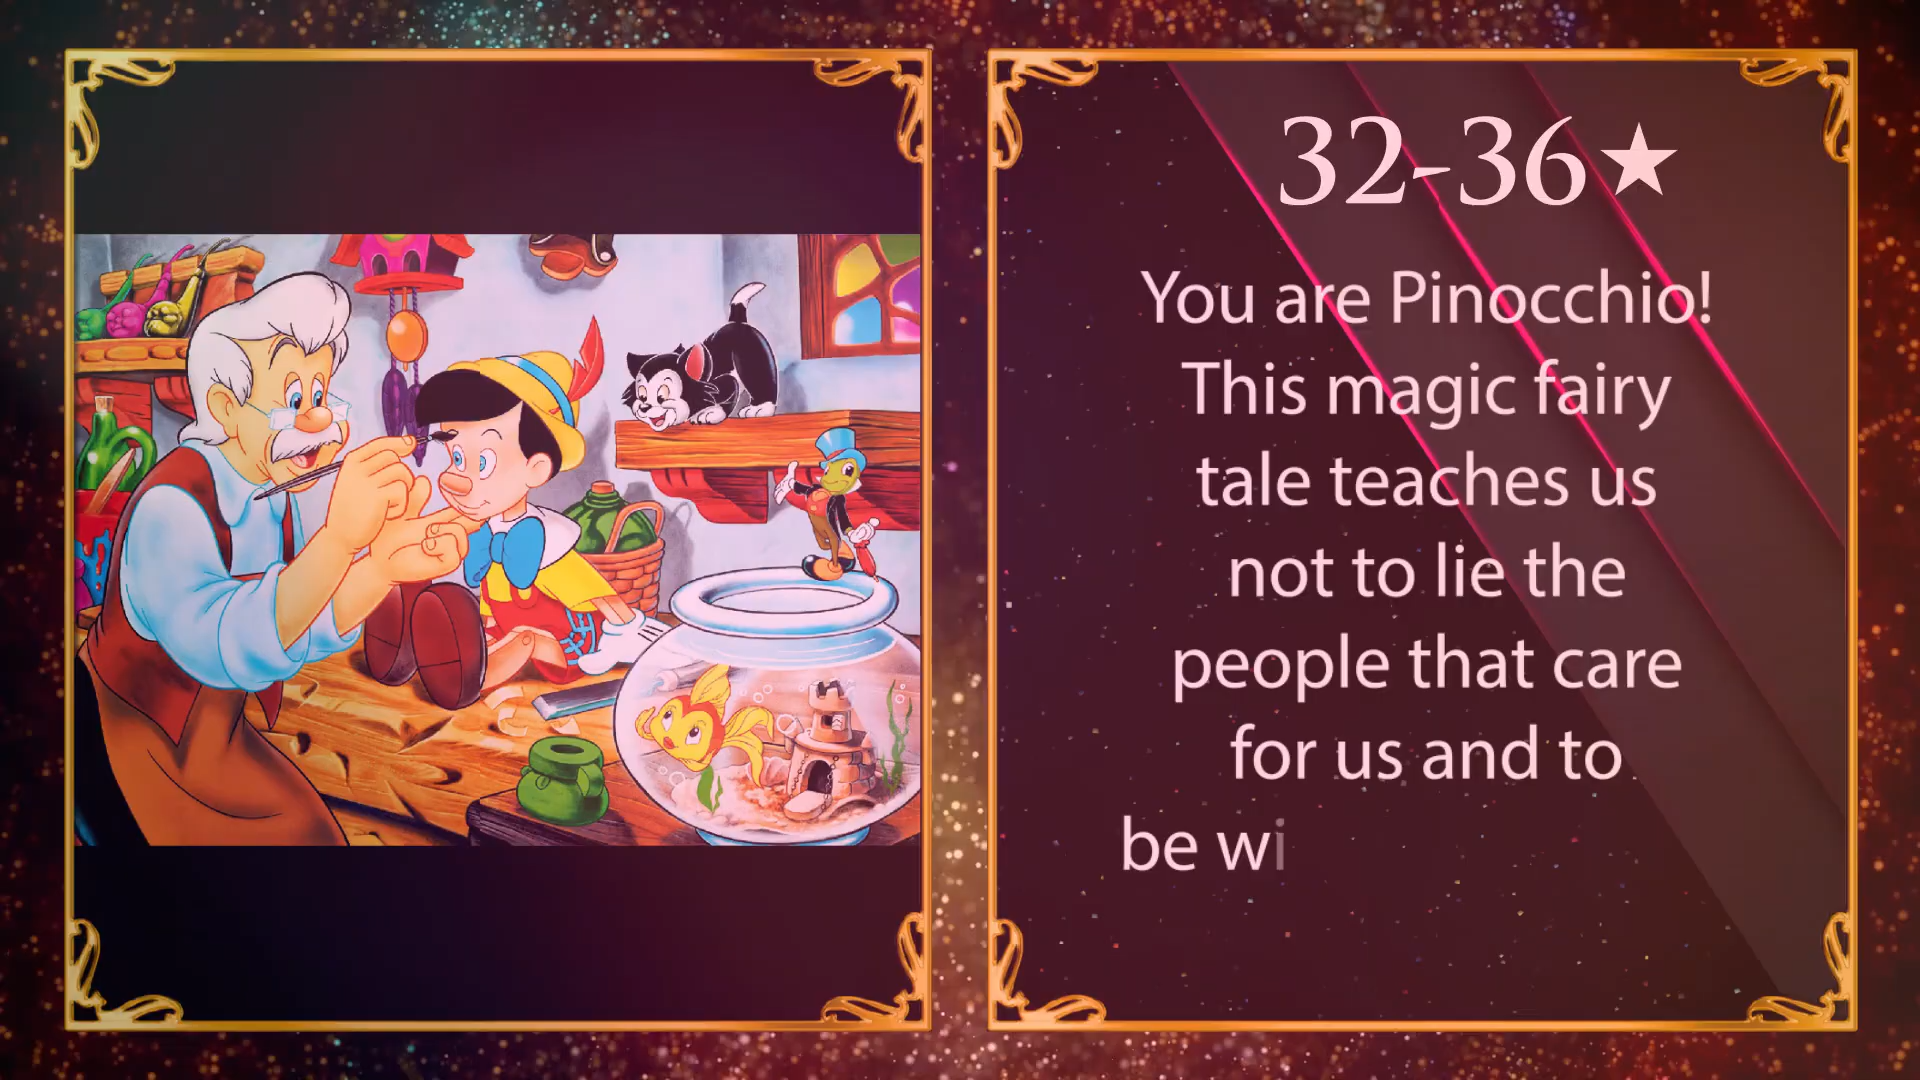 32-36★
You are Pinocchio!
This magic fairy
tale teaches us
not to lie the
people that care
for us and to
be wi